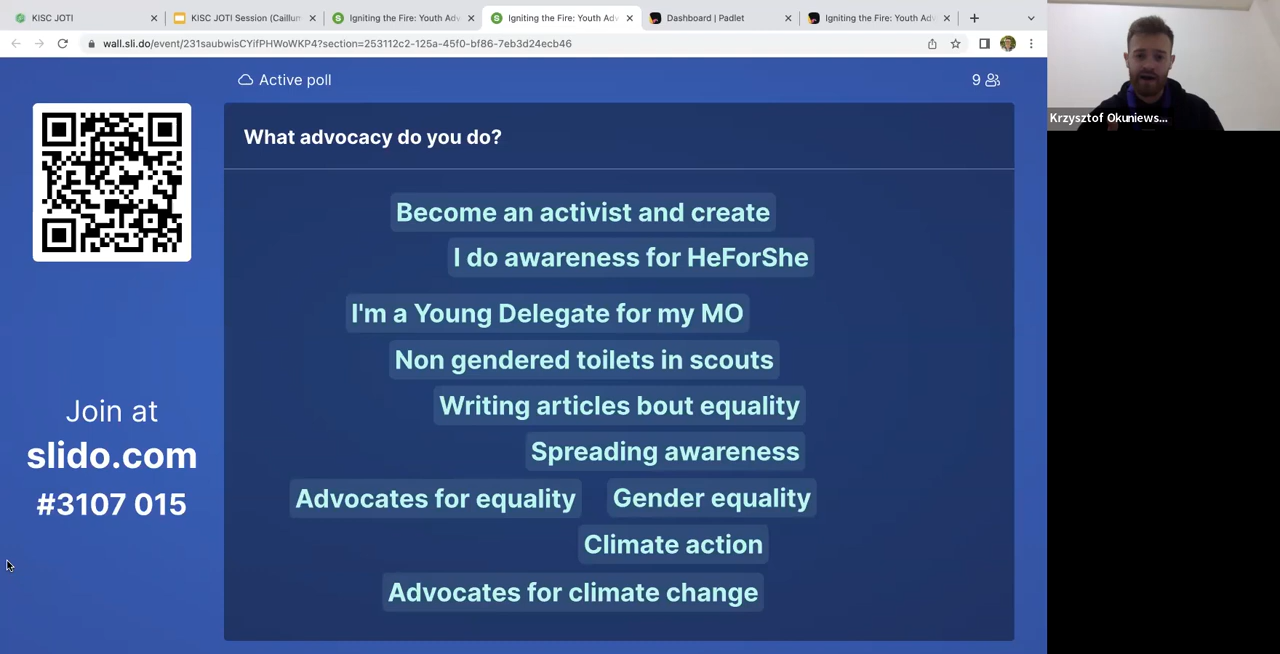 KISC JOTI
KISC JOTI Session (Caillum
Igniting the Fire: Youth Adv
Igniting the Fire: Youth Adv
Dashboard | Padlet
Igniting the Fire: Youth Adv
wall.sli.do/event/231saubwisCYifPHWoWKP4?section=253112c2-125a-45f0-bf86-7eb3d24ecb46
Active poll
9
What advocacy do you do?
Become an activist and create
I do awareness for HeForShe
I'm a Young Delegate for my MO
Non gendered toilets in scouts
Writing articles bout equality
Spreading awareness
Advocates for equality
Gender equality
Climate action
Advocates for climate change
Join at
slido.com
#3107 015
Krzysztof Okuniews...